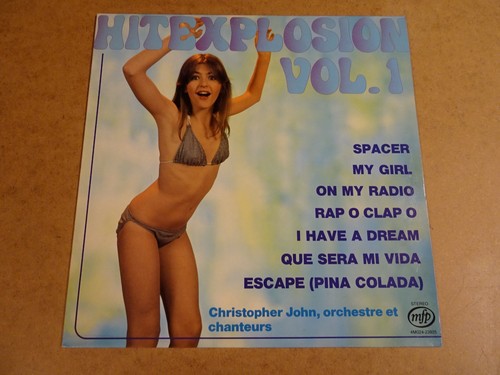 HITEXPLOSION
VOL. 1
SPACER
MY GIRL
ON MY RADIO
RAP O CLAP O
I HAVE A DREAM
QUE SERA MI VIDA
ESCAPE (PINA COLADA)
Christopher John, orchestre et
chanteurs
STEREO
mfp